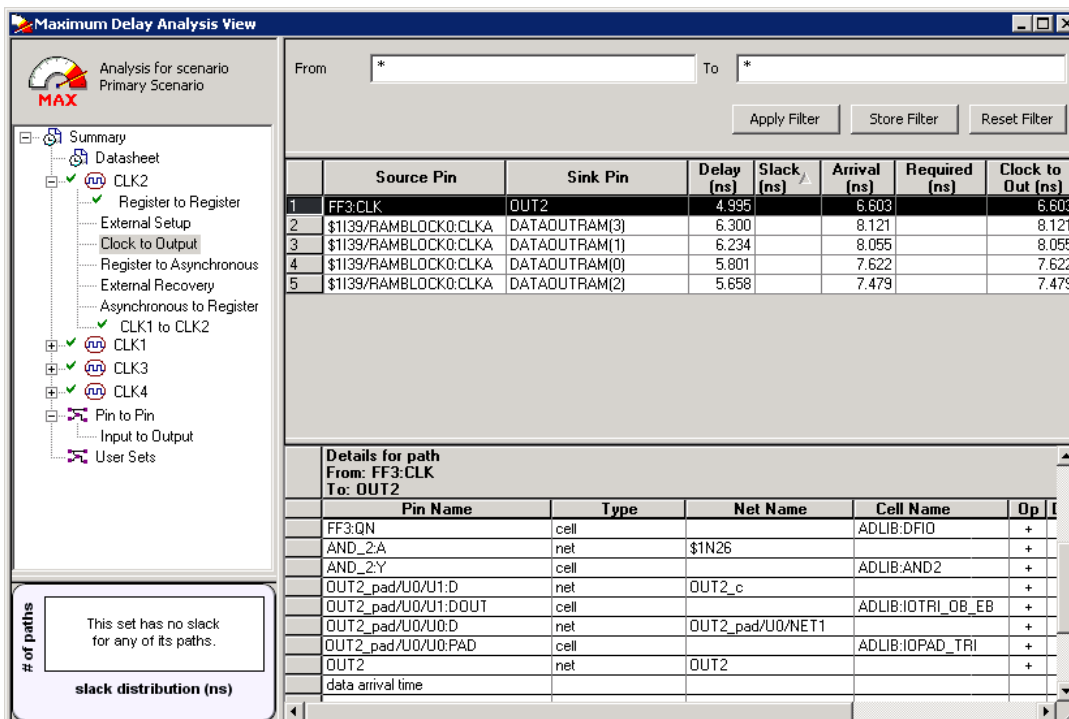 Maximum Delay Analysis View
MAX
Analysis for scenario
Primary Scenario
From * To *
Apply Filter Store Filter Reset Filter
Summary
Datasheet
CLK2
Register to Register
External Setup
Clock to Output
Register to Asynchronous
External Recovery
Asynchronous to Register
CLK1 to CLK2
CLK1
CLK3
CLK4
Pin to Pin
Input to Output
User Sets
# of paths
This set has no slack
for any of its paths.
slack distribution (ns)
Source Pin Sink Pin Delay (ns) Slack (ns) Arrival (ns) Required (ns) Clock to Out (ns)
1 FF3:CLK OUT2 4.995 6.603 6.603
2 $1I39/RAMBLOCK0:CLKA DATAOUTRAM(3) 6.300 8.121 8.121
3 $1I39/RAMBLOCK0:CLKA DATAOUTRAM(1) 6.234 8.055 8.055
4 $1I39/RAMBLOCK0:CLKA DATAOUTRAM(0) 5.801 7.622 7.622
5 $1I39/RAMBLOCK0:CLKA DATAOUTRAM(2) 5.658 7.479 7.479
Details for path
From: FF3:CLK
To: OUT2
Pin Name Type Net Name Cell Name Op
FF3:QN cell ADLIB:DFI0 +
AND_2:A net $1N26 +
AND_2:Y cell ADLIB:AND2 +
OUT2_pad/U0/U1:D net OUT2_c +
OUT2_pad/U0/U1:DOUT cell ADLIB:IOTRI_OB_EB +
OUT2_pad/U0/U0:D net OUT2_pad/U0/NET1 +
OUT2_pad/U0/U0:PAD cell ADLIB:IOPAD_TRI +
OUT2 net OUT2 +
data arrival time